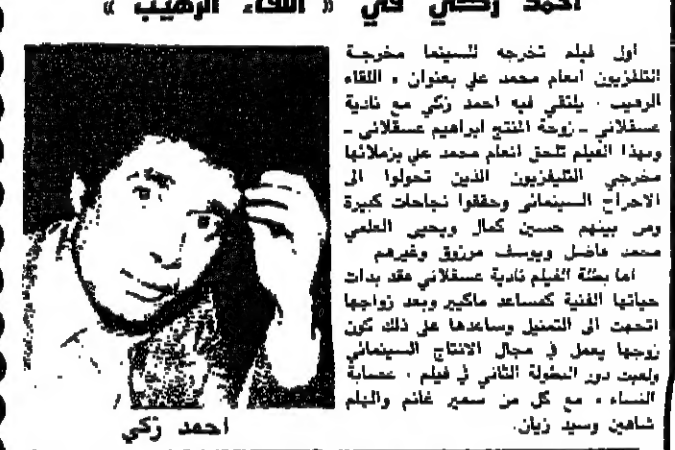 احمد زكي في « اللقاء الرهيب »
اول فيلم تخرجه للسينما مخرجة
التلفزيون انعام محمد علي بعنوان « اللقاء
الرهيب . يلتقي فيه احمد زكي مع نادية
عسقلاني ـ زوجة المنتج ابراهيم عسقلاني ـ
وبهذا الفيلم تلحق انعام محمد علي بزملائها
مخرجي التليفزيون الذين تحولوا الى
الاخراج السينمائي وحققوا نجاحات كبيرة
ومن بينهم حسين كمال ويحيى العلمي
محمد فاضل ويوسف مرزوق وغيرهم
اما بطلة الفيلم نادية عسقلاني فقد بدات
حياتها الفنية كمساعد ماكيير وبعد زواجها
اتجهت الى التمثيل وساعدها على ذلك كون
زوجها يعمل في مجال الانتاج السينمائي
ولعبت دور البطولة الثاني في فيلم « عصابة
النساء » مع كل من سمير غانم والهام
شاهين وسيد زيان.
احمد زكي